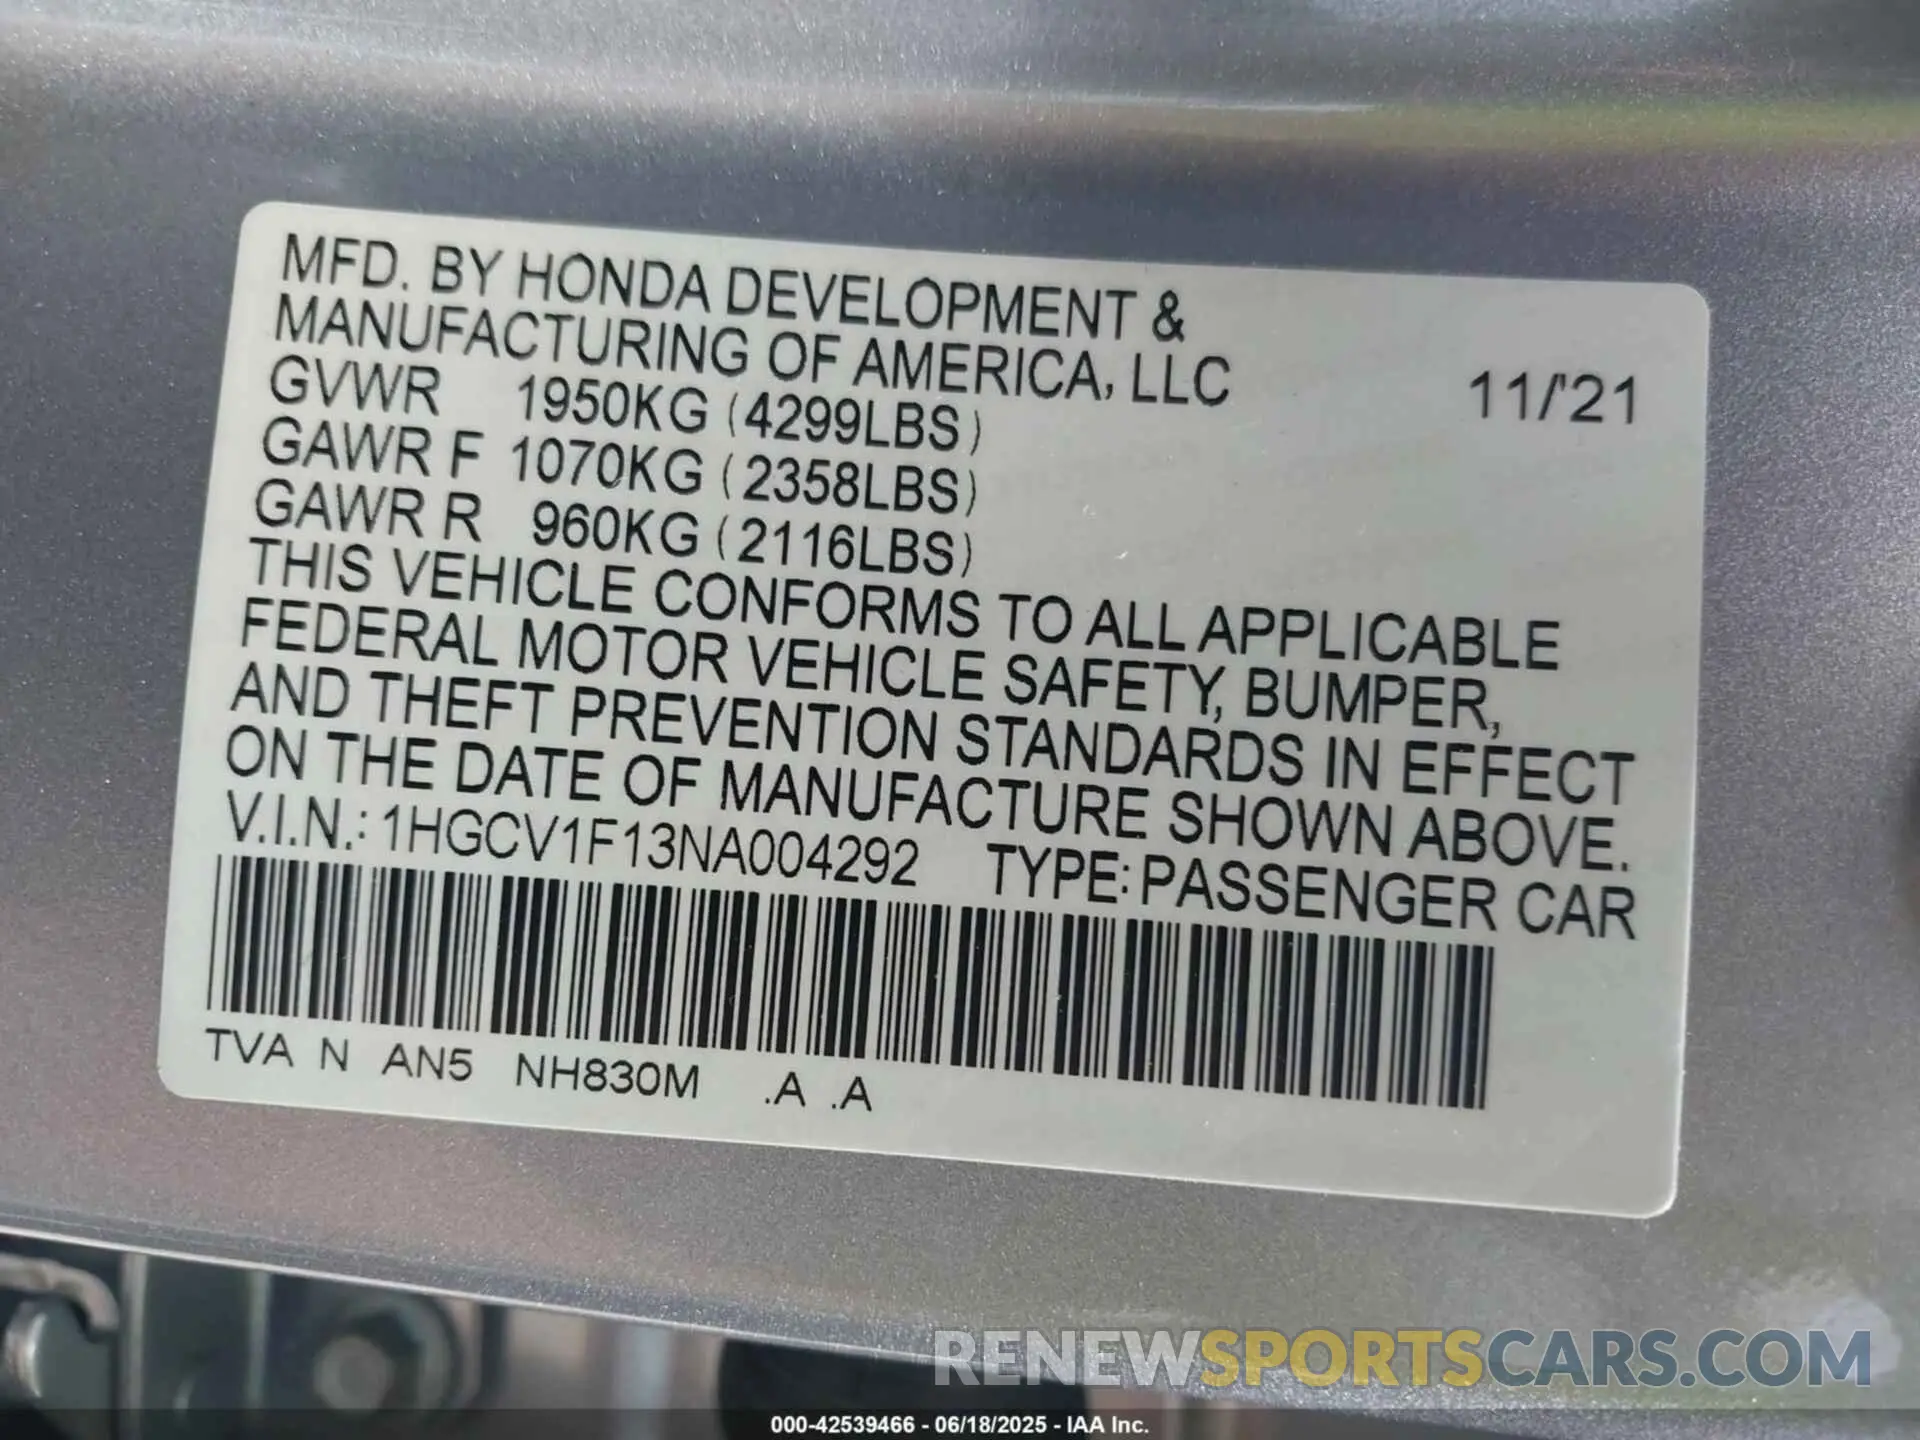 MFD. BY HONDA DEVELOPMENT &
MANUFACTURING OF AMERICA, LLC 11/'21
GVWR 1950KG (4299LBS)
GAWR F 1070KG (2358LBS)
GAWR R 960KG (2116LBS)
THIS VEHICLE CONFORMS TO ALL APPLICABLE
FEDERAL MOTOR VEHICLE SAFETY, BUMPER,
AND THEFT PREVENTION STANDARDS IN EFFECT
ON THE DATE OF MANUFACTURE SHOWN ABOVE.
V.I.N.: 1HGCV1F13NA004292 TYPE: PASSENGER CAR
TVA N AN5 NH830M .A .A
RENEWSPORTSCARS.COM
000-42539466 - 06/18/2025 - IAA Inc.